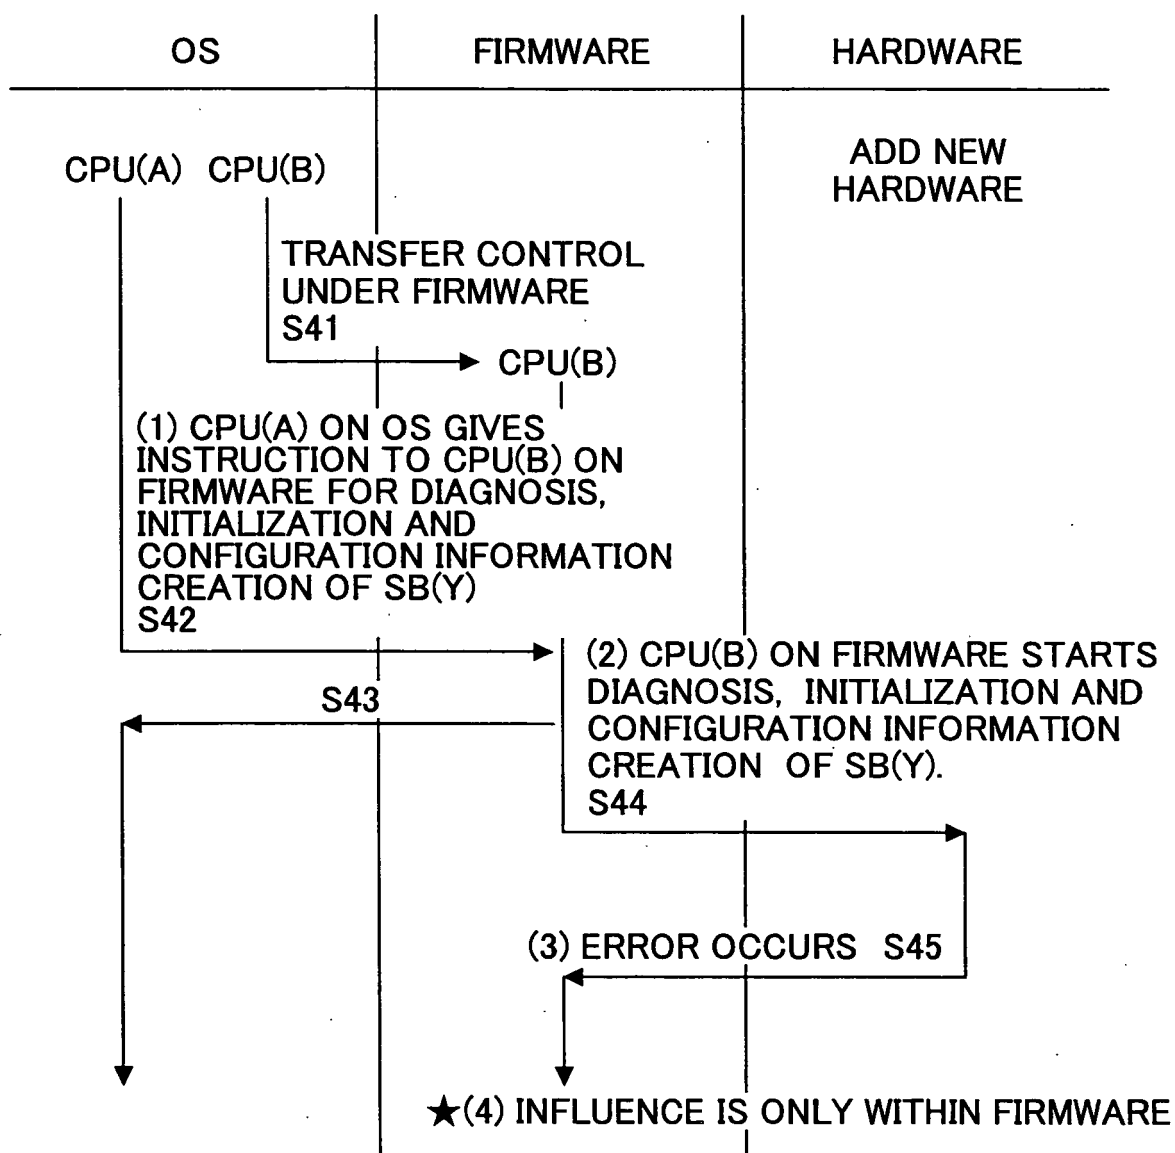 OS FIRMWARE HARDWARE
CPU(A) CPU(B)
ADD NEW
HARDWARE
TRANSFER CONTROL
UNDER FIRMWARE
S41
CPU(B)
(1) CPU(A) ON OS GIVES
INSTRUCTION TO CPU(B) ON
FIRMWARE FOR DIAGNOSIS,
INITIALIZATION AND
CONFIGURATION INFORMATION
CREATION OF SB(Y)
S42
(2) CPU(B) ON FIRMWARE STARTS
DIAGNOSIS, INITIALIZATION AND
CONFIGURATION INFORMATION
CREATION OF SB(Y).
S44
S43
(3) ERROR OCCURS S45
★(4) INFLUENCE IS ONLY WITHIN FIRMWARE